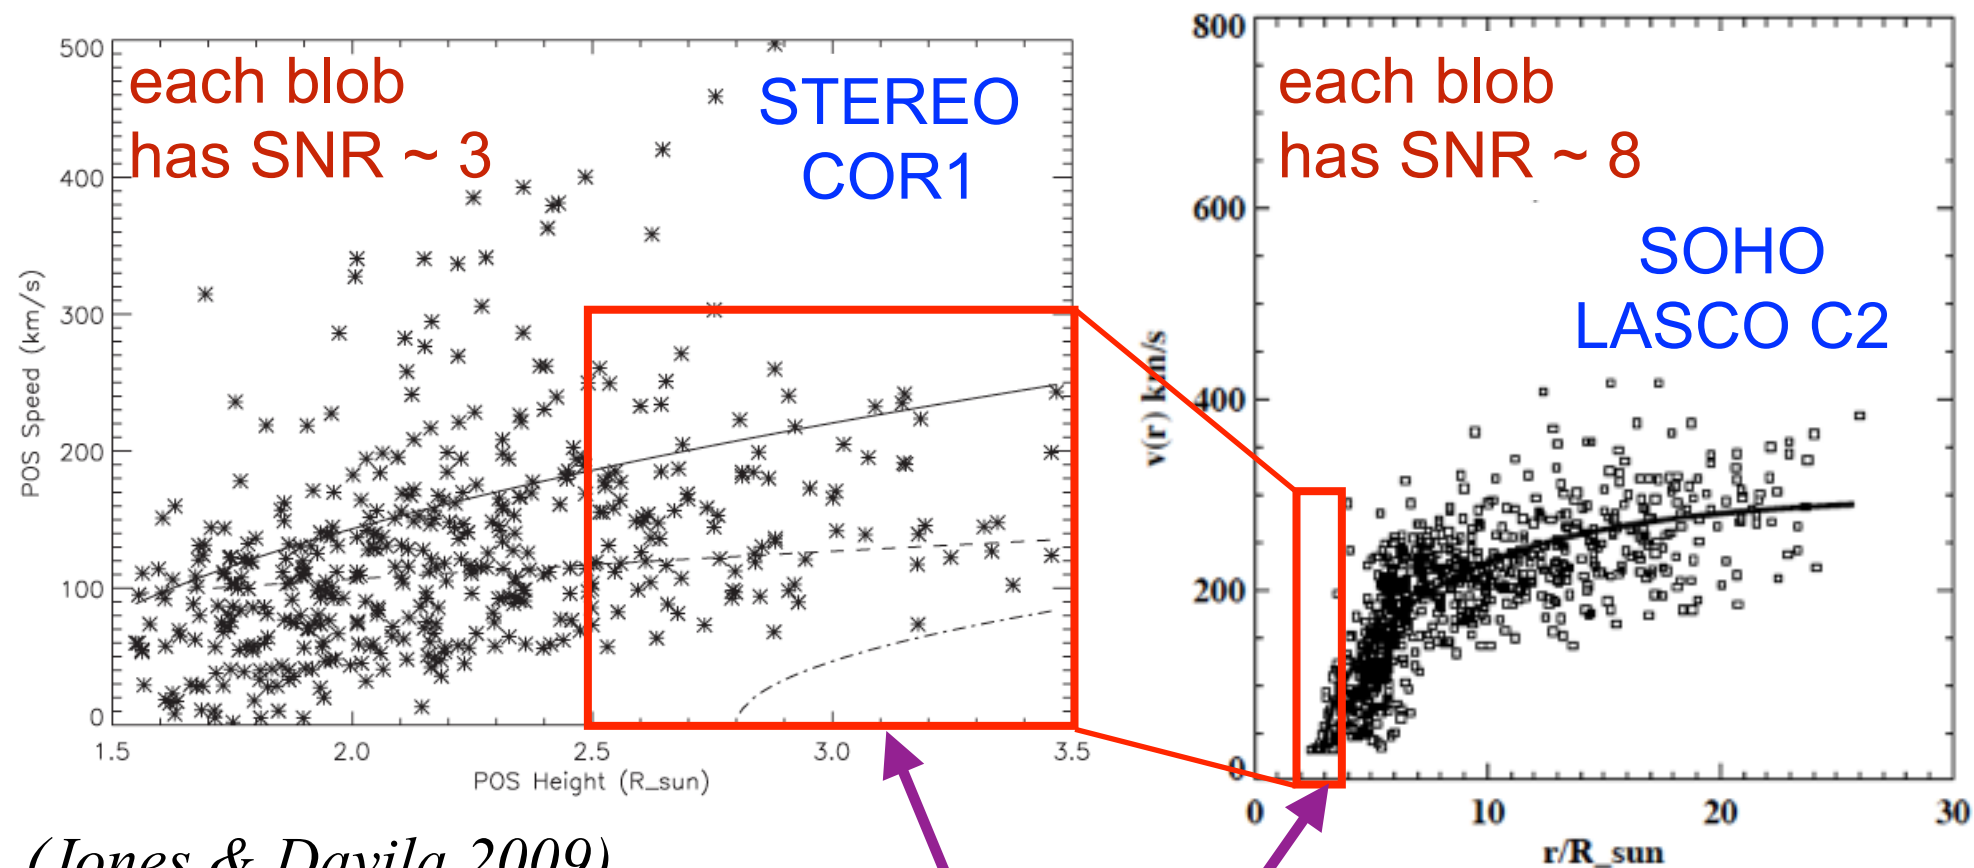 each blob
has SNR ~ 3
STEREO
COR1
500
400
300
200
100
0
POS Speed (km/s)
1.5
2.0
2.5
3.0
3.5
POS Height (R_sun)
(Jones & Davila 2009)
each blob
has SNR ~ 8
SOHO
LASCO C2
800
600
400
200
0
v(r) km/s
0
10
20
30
r/R_sun